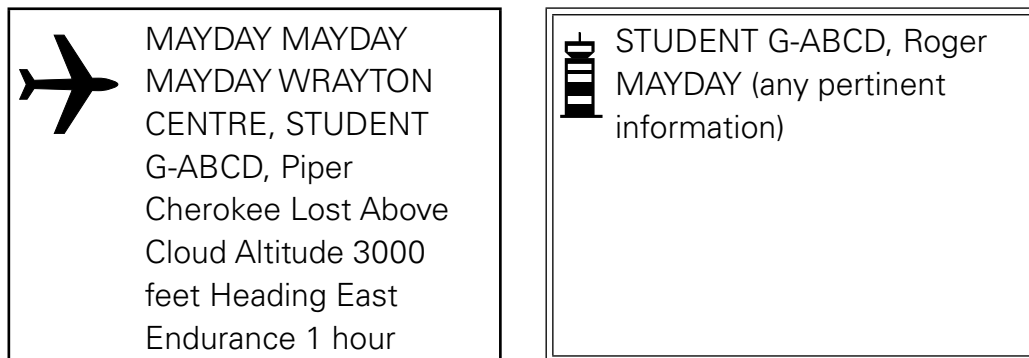 MAYDAY MAYDAY
MAYDAY WRAYTON
CENTRE, STUDENT
G-ABCD, Piper
Cherokee Lost Above
Cloud Altitude 3000
feet Heading East
Endurance 1 hour
STUDENT G-ABCD, Roger
MAYDAY (any pertinent
information)